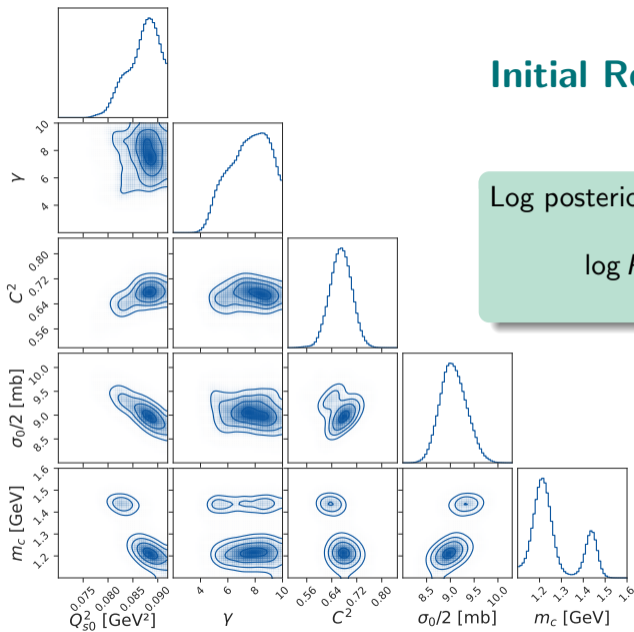 Initial Re
Log posterio
log
γ
10
8
6
4
C²
0.80
0.72
0.64
0.56
σ₀/2 [mb]
10.0
9.5
9.0
8.5
m_c [GeV]
1.6
1.5
1.4
1.3
1.2
0.075 0.080 0.085 0.090 4 6 8 10 0.56 0.64 0.72 0.80 8.5 9.0 9.5 10.0 1.2 1.3 1.4 1.5 1.6
Q²ₛ₀ [GeV²] γ C² σ₀/2 [mb] m_c [GeV]